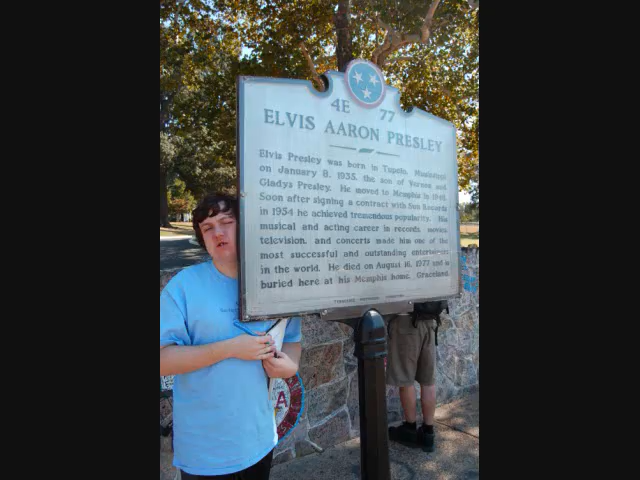 4E 77
ELVIS AARON PRESLEY
Elvis Presley was born in Tupelo, Mississippi
on January 8, 1935, the son of Vernon and
Gladys Presley. He moved to Memphis in 1948.
Soon after signing a contract with Sun Records
in 1954 he achieved tremendous popularity. His
musical and acting career in records, movies,
television, and concerts made him one of the
most successful and outstanding entertainers
in the world. He died on August 16, 1977 and is
buried here at his Memphis home, Graceland.
TENNESSEE HISTORICAL COMMISSION
A